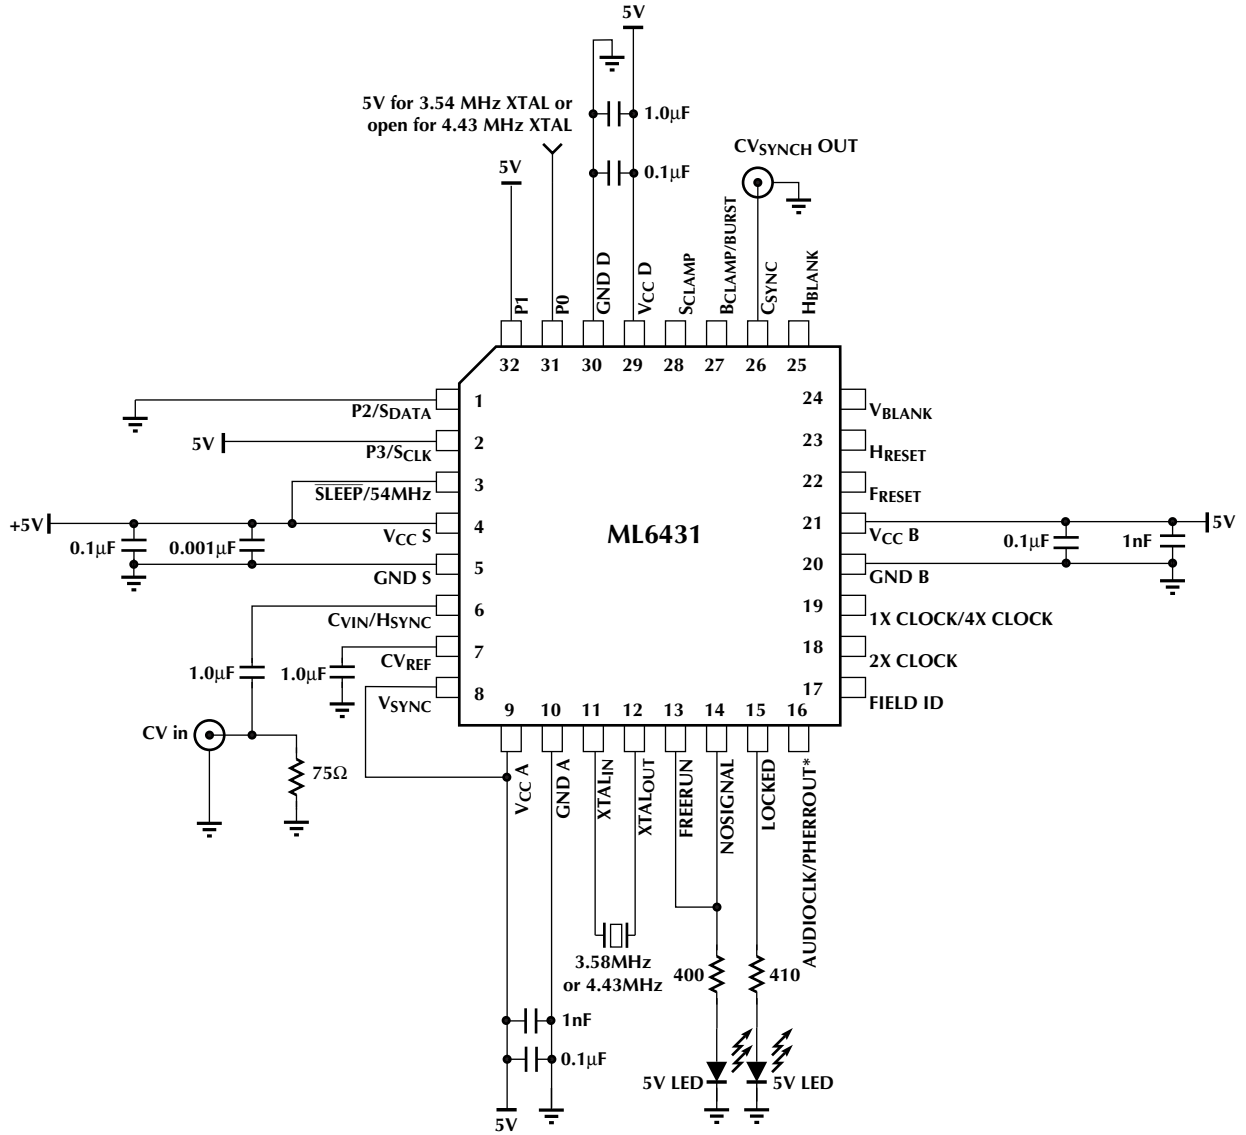 5V
5V for 3.54 MHz XTAL or
open for 4.43 MHz XTAL
1.0µF
0.1µF
CVSYNCH OUT
5V
P1
P0
GND D
VCC D
SCLAMP
BCLAMP/BURST
CSYNC
HBLANK
32
31
30
29
28
27
26
25
1
P2/SDATA
5V
2
P3/SCLK
3
SLEEP/54MHz
+5V
4
VCC S
0.1µF
0.001µF
5
GND S
6
CVIN/HSYNC
7
CVREF
1.0µF
1.0µF
8
VSYNC
CV in
75Ω
ML6431
24
VBLANK
23
HRESET
22
FRESET
21
VCC B
5V
0.1µF
1nF
20
GND B
19
1X CLOCK/4X CLOCK
18
2X CLOCK
17
FIELD ID
9
10
11
12
13
14
15
16
VCC A
GND A
XTALIN
XTALOUT
FREERUN
NOSIGNAL
LOCKED
AUDIOCLK/PHERROUT*
3.58MHz
or 4.43MHz
400
410
1nF
0.1µF
5V LED
5V LED
5V